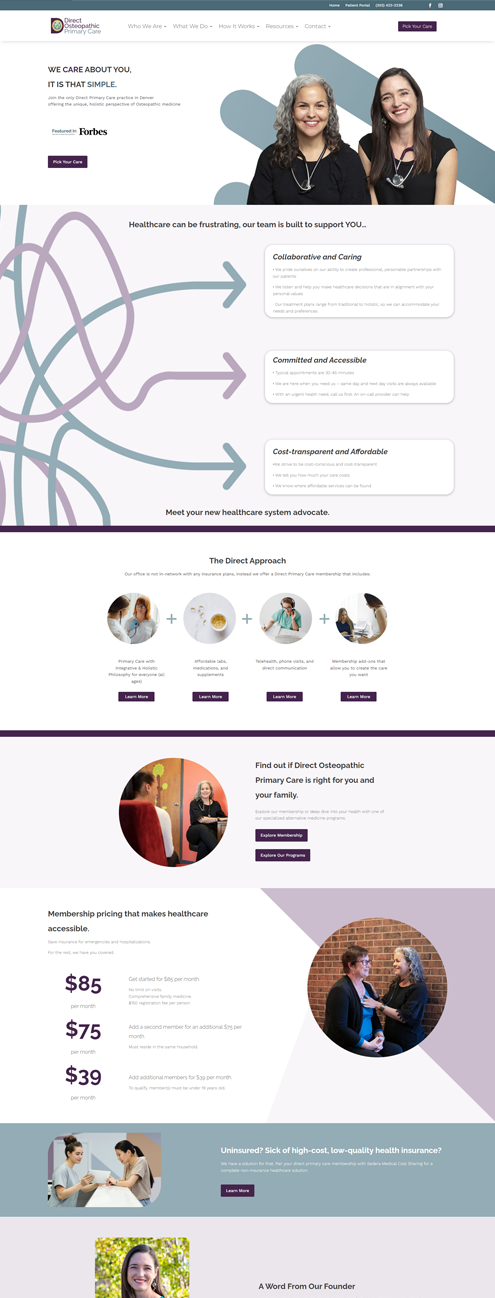 Home Patient Portal (303) 433-0339
Direct
Osteopathic
Primary Care
Who We Are What We Do How It Works Resources Contact
Pick Your Care
WE CARE ABOUT YOU,
IT IS THAT SIMPLE.
Join the only Direct Primary Care practice in Denver
offering the unique, holistic perspective of Osteopathic medicine
Featured in Forbes
Pick Your Care
Healthcare can be frustrating, our team is built to support YOU...
Collaborative and Caring
• We pride ourselves on our ability to create professional, personable partnerships with
our patients
• We listen and help you make healthcare decisions that are in alignment with your
personal values
· Our treatment plans range from traditional to holistic, so we can accommodate your
needs and preferences
Committed and Accessible
• Typical appointments are 30-45 minutes
• We are here when you need us – same day and next day visits are always available
• With an urgent health need, call us first. An on-call provider can help
Cost-transparent and Affordable
•We strive to be cost-conscious and cost-transparent
• We tell you how much your care costs
• We know where affordable services can be found
Meet your new healthcare system advocate.
The Direct Approach
Our office is not in-network with any insurance plans, instead we offer a Direct Primary Care membership that includes:
+ + +
Primary Care with
Integrative & Holistic
Philosophy for everyone (all
ages)
Learn More
Affordable labs,
medications, and
supplements
Learn More
Telehealth, phone visits, and
direct communication
Learn More
Membership add-ons that
allow you to create the care
you want
Learn More
Find out if Direct Osteopathic
Primary Care is right for you and
your family.
Explore our membership or deep dive into your health with one of
our specialized alternative medicine programs.
Explore Membership
Explore Our Programs
Membership pricing that makes healthcare
accessible.
Save insurance for emergencies and hospitalizations.
For the rest, we have you covered.
$85
per month
Get started for $85 per month.
No limit on visits
Comprehensive family medicine
$100 registration fee per person
$75
per month
Add a second member for an additional $75 per
month.
Must reside in the same household
$39
per month
Add additional members for $39 per month
To qualify, member(s) must be under 19 years old
Uninsured? Sick of high-cost, low-quality health insurance?
We have a solution for that. Pair your direct primary care membership with Sedera Medical Cost Sharing for a
complete non-insurance healthcare solution.
Learn More
A Word From Our Founder